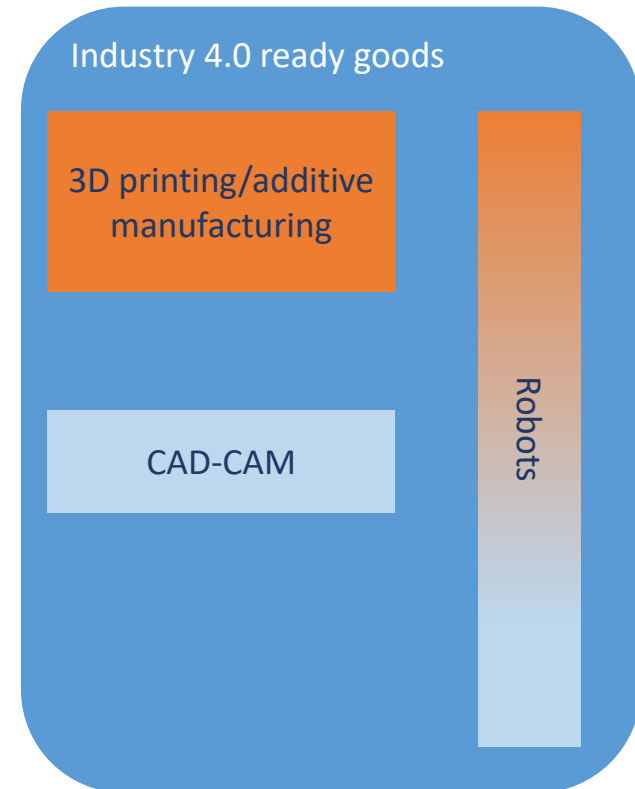 Industry 4.0 ready goods
3D printing/additive
manufacturing
CAD-CAM
Robots